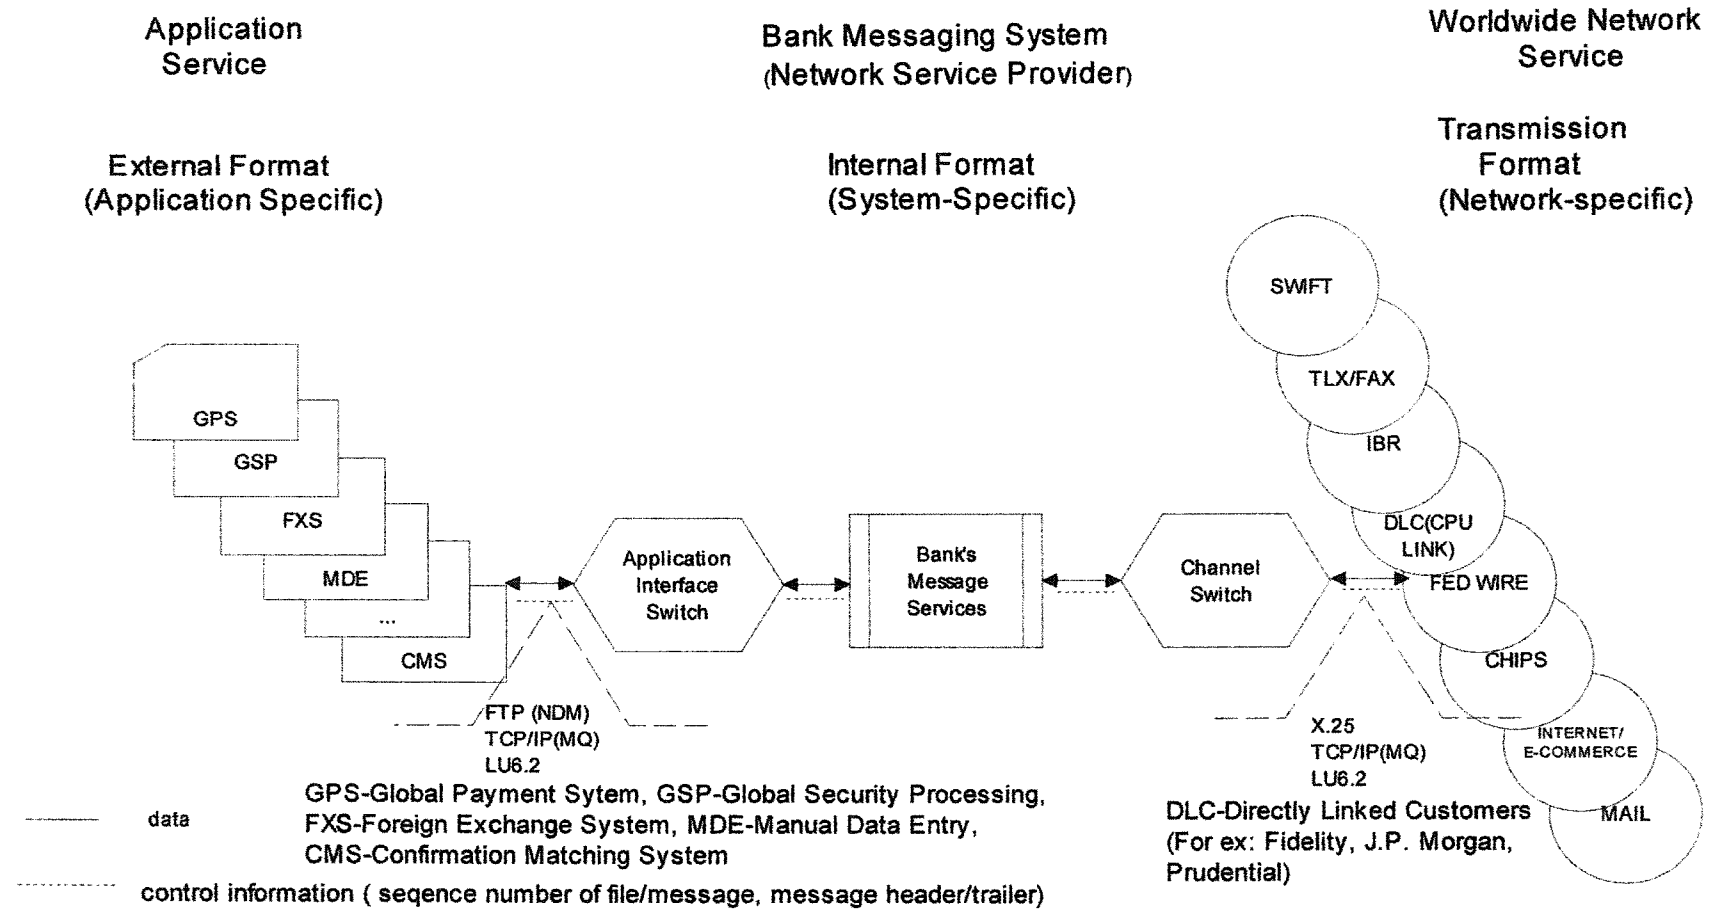 Application
Service
Bank Messaging System
(Network Service Provider)
Worldwide Network
Service
External Format
(Application Specific)
Internal Format
(System-Specific)
Transmission
Format
(Network-specific)
SWIFT
TLX/FAX
IBR
DLC(CPU
LINK)
FED WIRE
CHIPS
INTERNET/
E-COMMERCE
MAIL
GPS
GSP
FXS
MDE
...
CMS
Application
Interface
Switch
Bank's
Message
Services
Channel
Switch
FTP (NDM)
TCP/IP(MQ)
LU6.2
X.25
TCP/IP(MQ)
LU6.2
GPS-Global Payment Sytem, GSP-Global Security Processing,
FXS-Foreign Exchange System, MDE-Manual Data Entry,
CMS-Confirmation Matching System
DLC-Directly Linked Customers
(For ex: Fidelity, J.P. Morgan,
Prudential)
data
control information ( seqence number of file/message, message header/trailer)